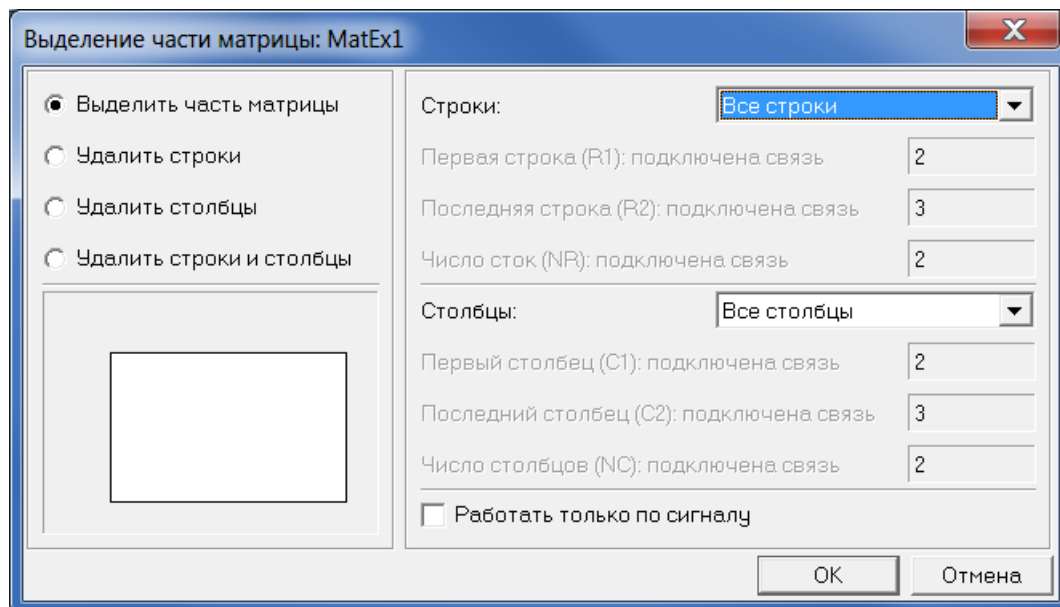 Выделение части матрицы: MatEx1
Выделить часть матрицы
Удалить строки
Удалить столбцы
Удалить строки и столбцы
Строки: Все строки
Первая строка (R1): подключена связь 2
Последняя строка (R2): подключена связь 3
Число сток (NR): подключена связь 2
Столбцы: Все столбцы
Первый столбец (C1): подключена связь 2
Последний столбец (C2): подключена связь 3
Число столбцов (NC): подключена связь 2
Работать только по сигналу
OK Отмена